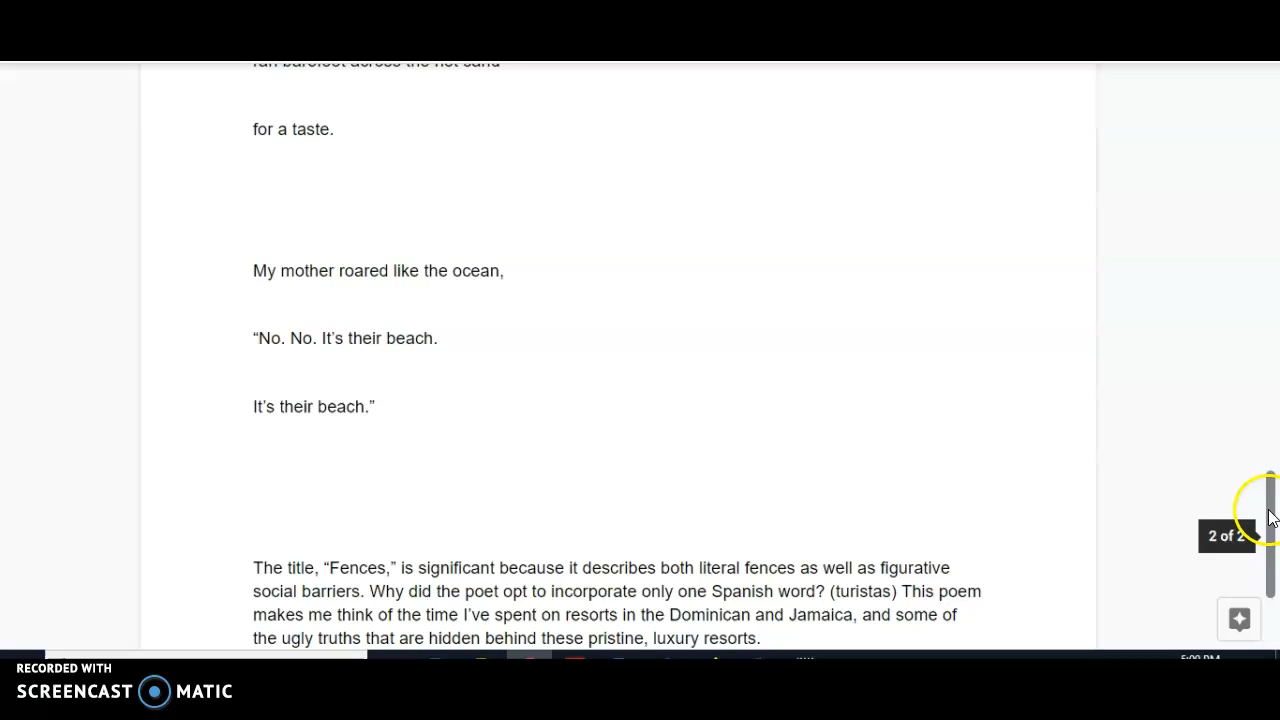 for a taste.
My mother roared like the ocean,
“No. No. It’s their beach.
It’s their beach.”
The title, “Fences,” is significant because it describes both literal fences as well as figurative
social barriers. Why did the poet opt to incorporate only one Spanish word? (turistas) This poem
makes me think of the time I’ve spent on resorts in the Dominican and Jamaica, and some of
the ugly truths that are hidden behind these pristine, luxury resorts.
2 of 2
RECORDED WITH
SCREENCAST MATIC